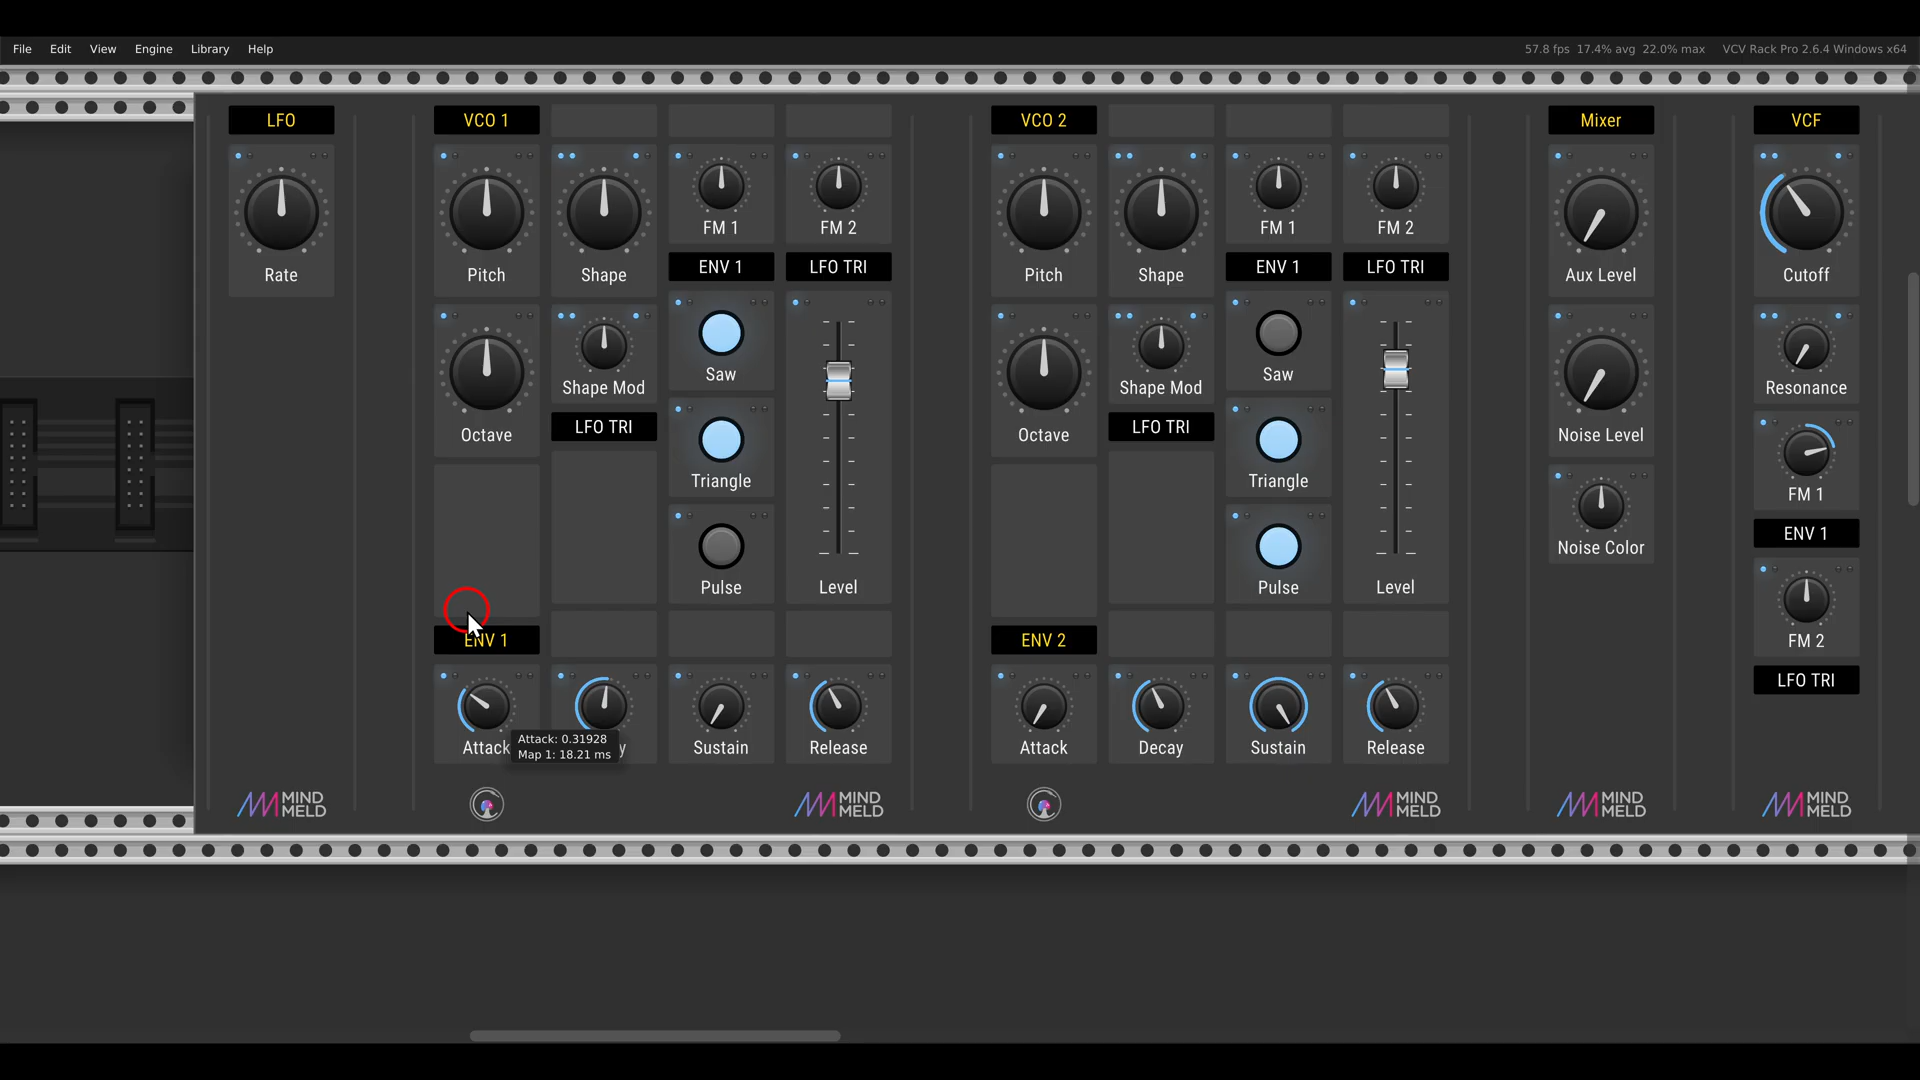 File Edit View Engine Library Help
57.8 fps 17.4% avg 22.0% max VCV Rack Pro 2.6.4 Windows x64
LFO
Rate
MIND MELD
VCO 1
Pitch
Shape
FM 1
FM 2
ENV 1
LFO TRI
Octave
Shape Mod
LFO TRI
Saw
Triangle
Pulse
Level
ENV 1
Attack
Sustain
Release
Attack: 0.31928
Map 1: 18.21 ms
MIND MELD
VCO 2
Pitch
Shape
FM 1
FM 2
ENV 1
LFO TRI
Octave
Shape Mod
LFO TRI
Saw
Triangle
Pulse
Level
ENV 2
Attack
Decay
Sustain
Release
MIND MELD
Mixer
Aux Level
Noise Level
Noise Color
MIND MELD
VCF
Cutoff
Resonance
FM 1
ENV 1
FM 2
LFO TRI
MIND MELD